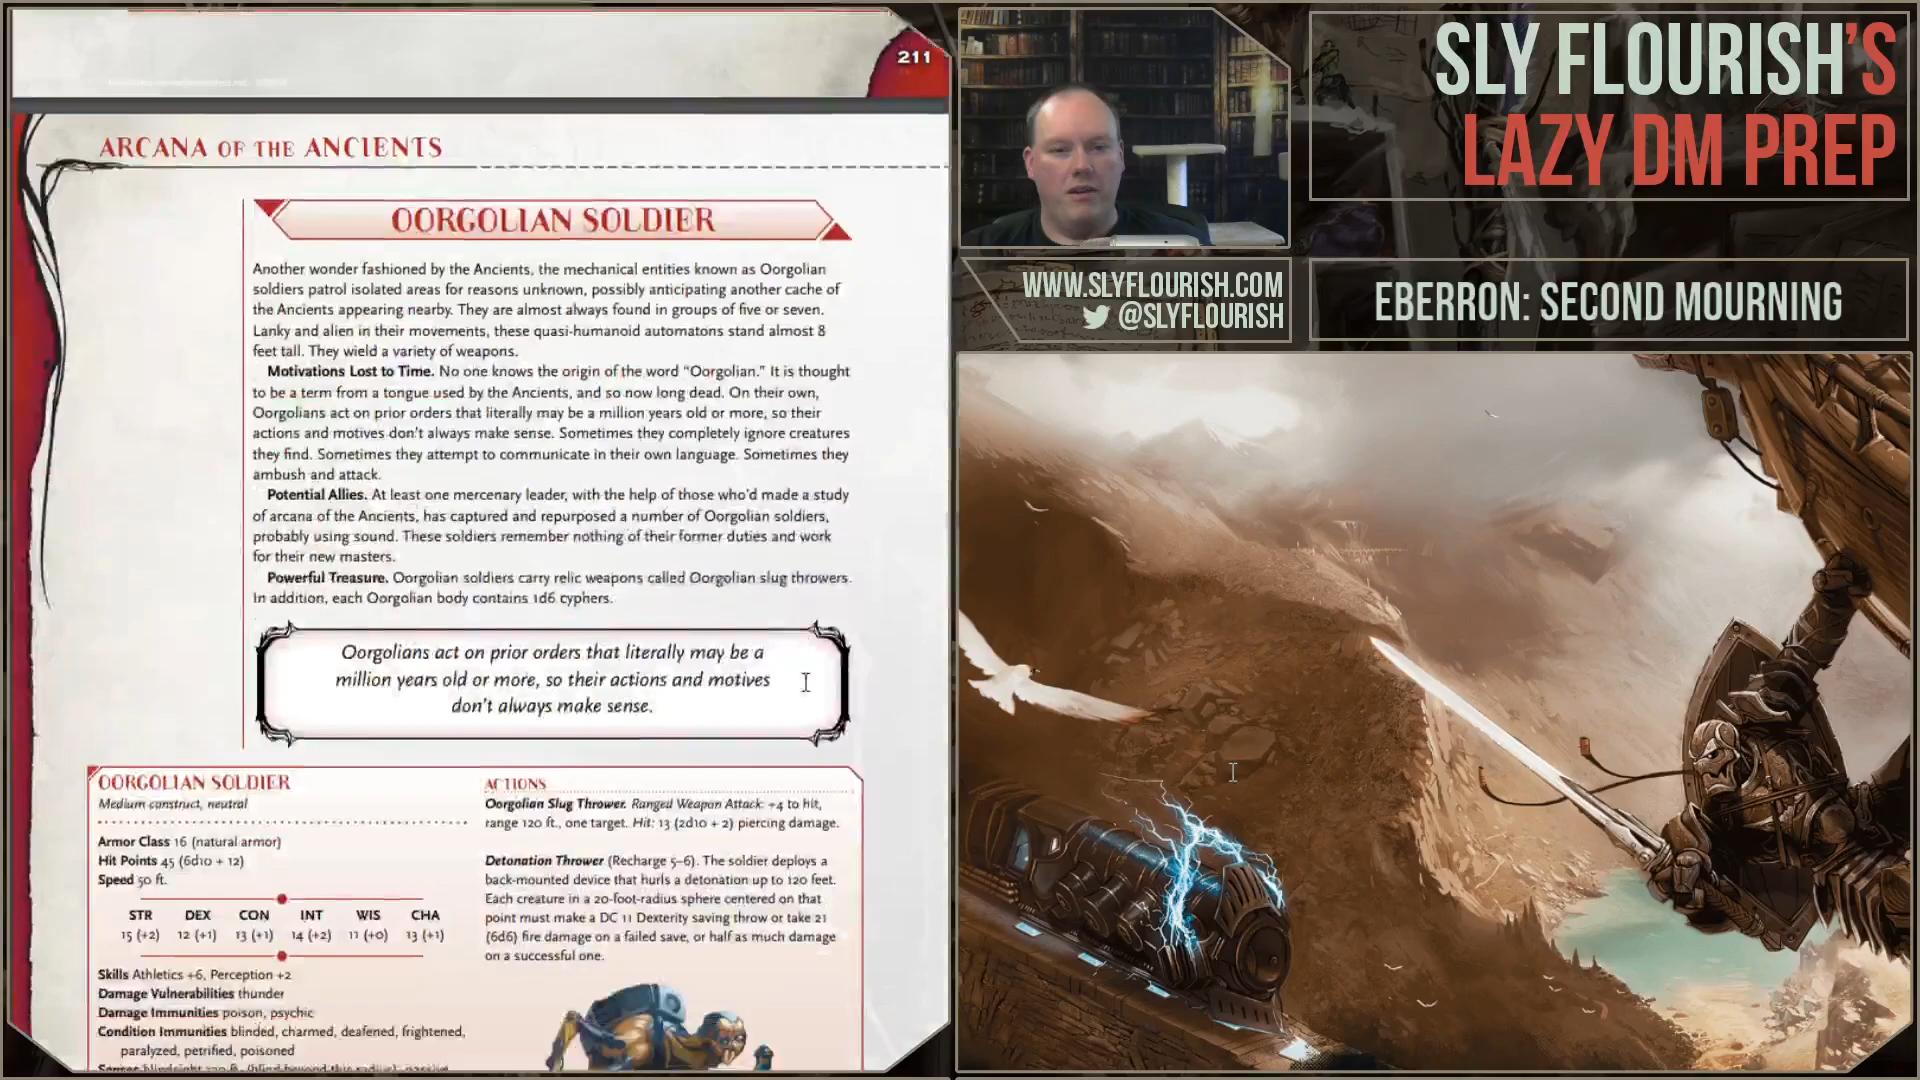 211
ARCANA OF THE ANCIENTS
OORGOLIAN SOLDIER
Another wonder fashioned by the Ancients, the mechanical entities known as Oorgolian
soldiers patrol isolated areas for reasons unknown, possibly anticipating another cache of
the Ancients appearing nearby. They are almost always found in groups of five or seven.
Lanky and alien in their movements, these quasi-humanoid automatons stand almost 8
feet tall. They wield a variety of weapons.
Motivations Lost to Time. No one knows the origin of the word “Oorgolian.” It is thought
to be a term from a tongue used by the Ancients, and so now long dead. On their own,
Oorgolians act on prior orders that literally may be a million years old or more, so their
actions and motives don't always make sense. Sometimes they completely ignore creatures
they find. Sometimes they attempt to communicate in their own language. Sometimes they
ambush and attack.
Potential Allies. At least one mercenary leader, with the help of those who'd made a study
of arcana of the Ancients, has captured and repurposed a number of Oorgolian soldiers,
probably using sound. These soldiers remember nothing of their former duties and work
for their new masters.
Powerful Treasure. Oorgolian soldiers carry relic weapons called Oorgolian slug throwers.
In addition, each Oorgolian body contains 1d6 cyphers.
Oorgolians act on prior orders that literally may be a
million years old or more, so their actions and motives
don't always make sense.
OORGOLIAN SOLDIER
Medium construct, neutral
Armor Class 16 (natural armor)
Hit Points 45 (6d10 + 12)
Speed 50 ft.
STR DEX CON INT WIS CHA
15 (+2) 12 (+1) 13 (+1) 14 (+2) 11 (+0) 13 (+1)
Skills Athletics +6, Perception +2
Damage Vulnerabilities thunder
Damage Immunities poison, psychic
Condition Immunities blinded, charmed, deafened, frightened,
paralyzed, petrified, poisoned
ACTIONS
Oorgolian Slug Thrower. Ranged Weapon Attack: +4 to hit,
range 120 ft., one target. Hit: 13 (2d10 + 2) piercing damage.
Detonation Thrower (Recharge 5–6). The soldier deploys a
back-mounted device that hurls a detonation up to 120 feet.
Each creature in a 20-foot-radius sphere centered on that
point must make a DC 11 Dexterity saving throw or take 21
(6d6) fire damage on a failed save, or half as much damage
on a successful one.
WWW.SLYFLOURISH.COM
@SLYFLOURISH
SLY FLOURISH'S
LAZY DM PREP
EBERRON: SECOND MOURNING